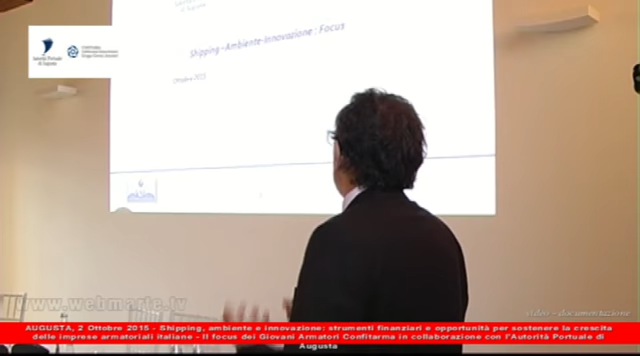 Shipping - Ambiente-Innovazione : Focus
Ottobre 2015
www.webmarte.tv
video - documentazione
AUGUSTA, 2 Ottobre 2015 - Shipping, ambiente e innovazione: strumenti finanziari e opportunità per sostenere la crescita
delle imprese armatoriali italiane - Il focus dei Giovani Armatori Confitarma in collaborazione con l'Autorità Portuale di
Augusta